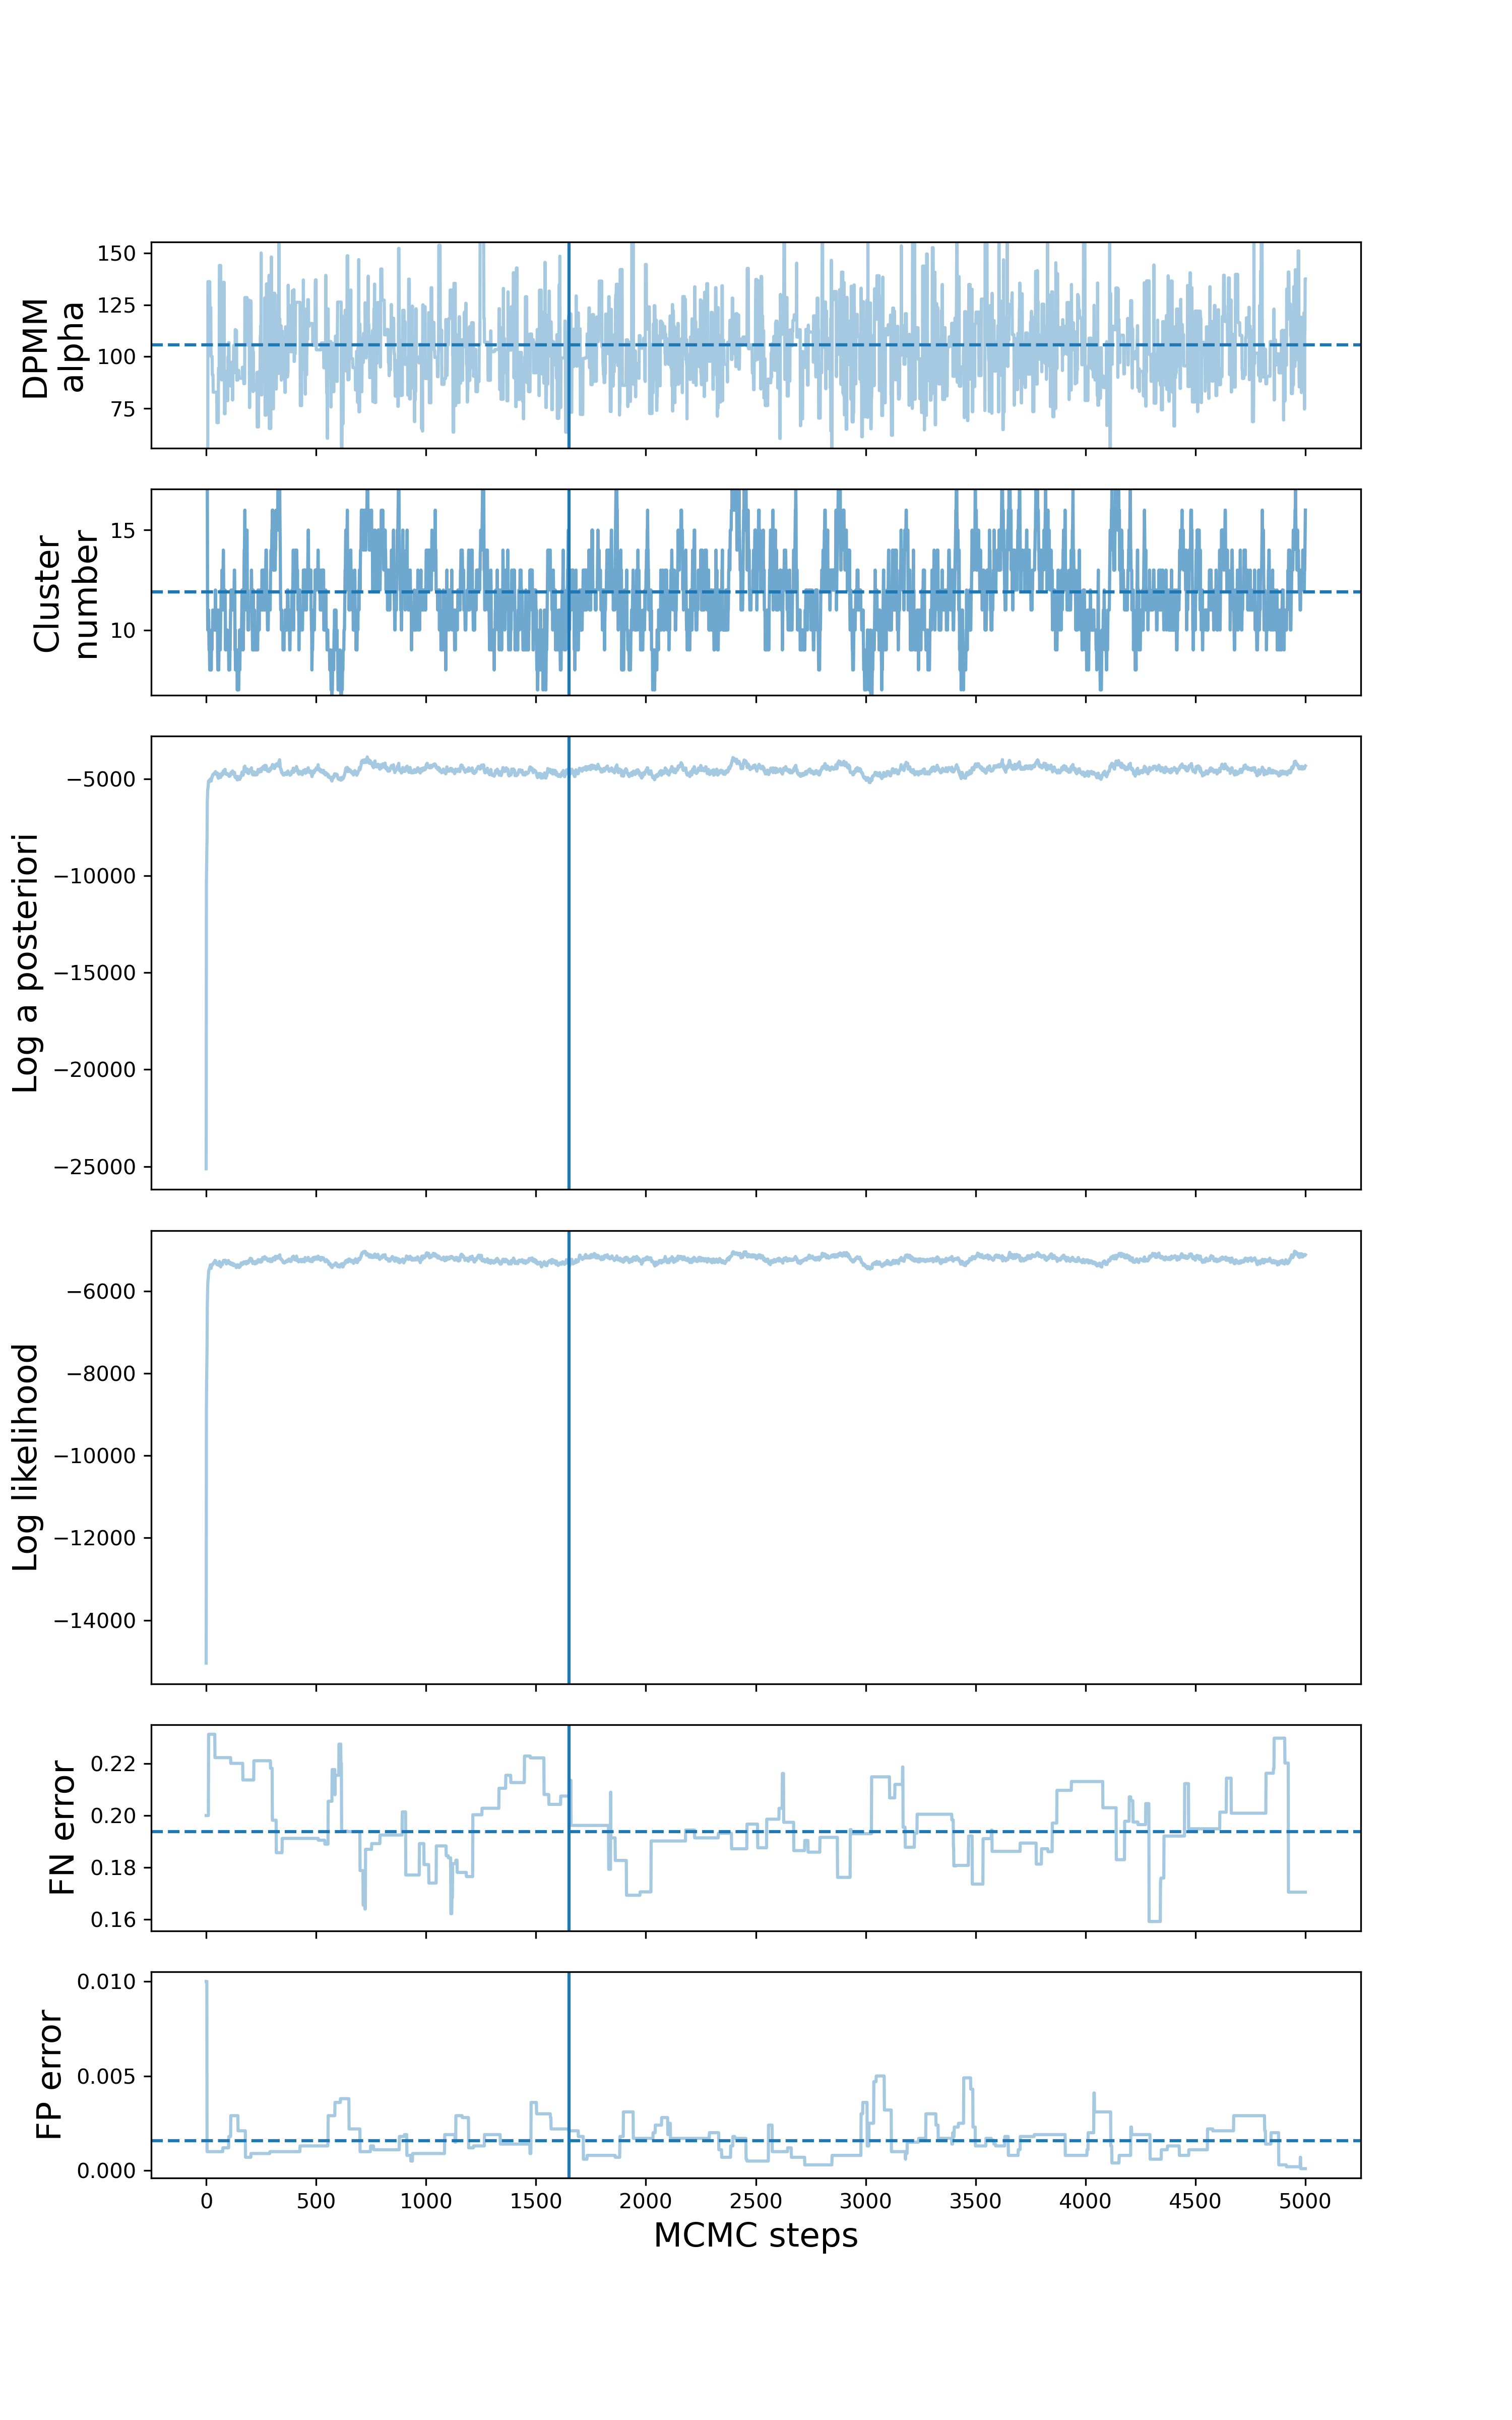 DPMM
alpha
150
125
100
75
Cluster
number
15
10
Log a posteriori
−5000
−10000
−15000
−20000
−25000
Log likelihood
−6000
−8000
−10000
−12000
−14000
FN error
0.22
0.20
0.18
0.16
FP error
0.010
0.005
0.000
0 500 1000 1500 2000 2500 3000 3500 4000 4500 5000
MCMC steps